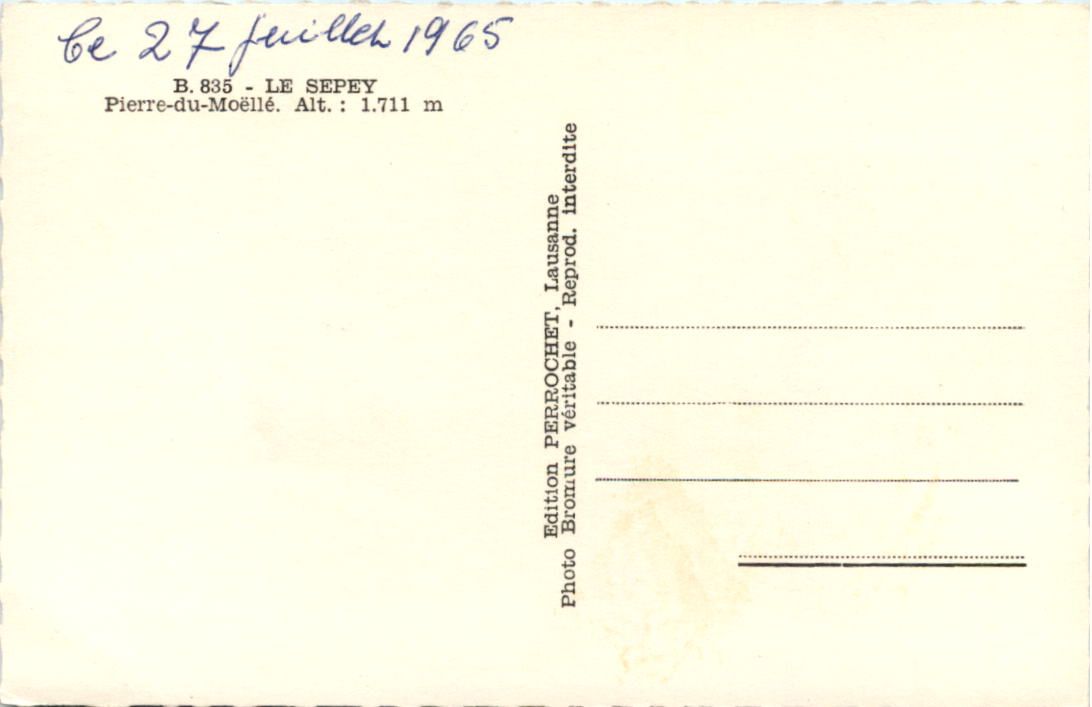 Le 27 juillet 1965
B. 835 - LE SEPEY
Pierre-du-Moëllé. Alt. : 1.711 m
Edition PERROCHET, Lausanne
Photo Bromure véritable - Reprod. interdite